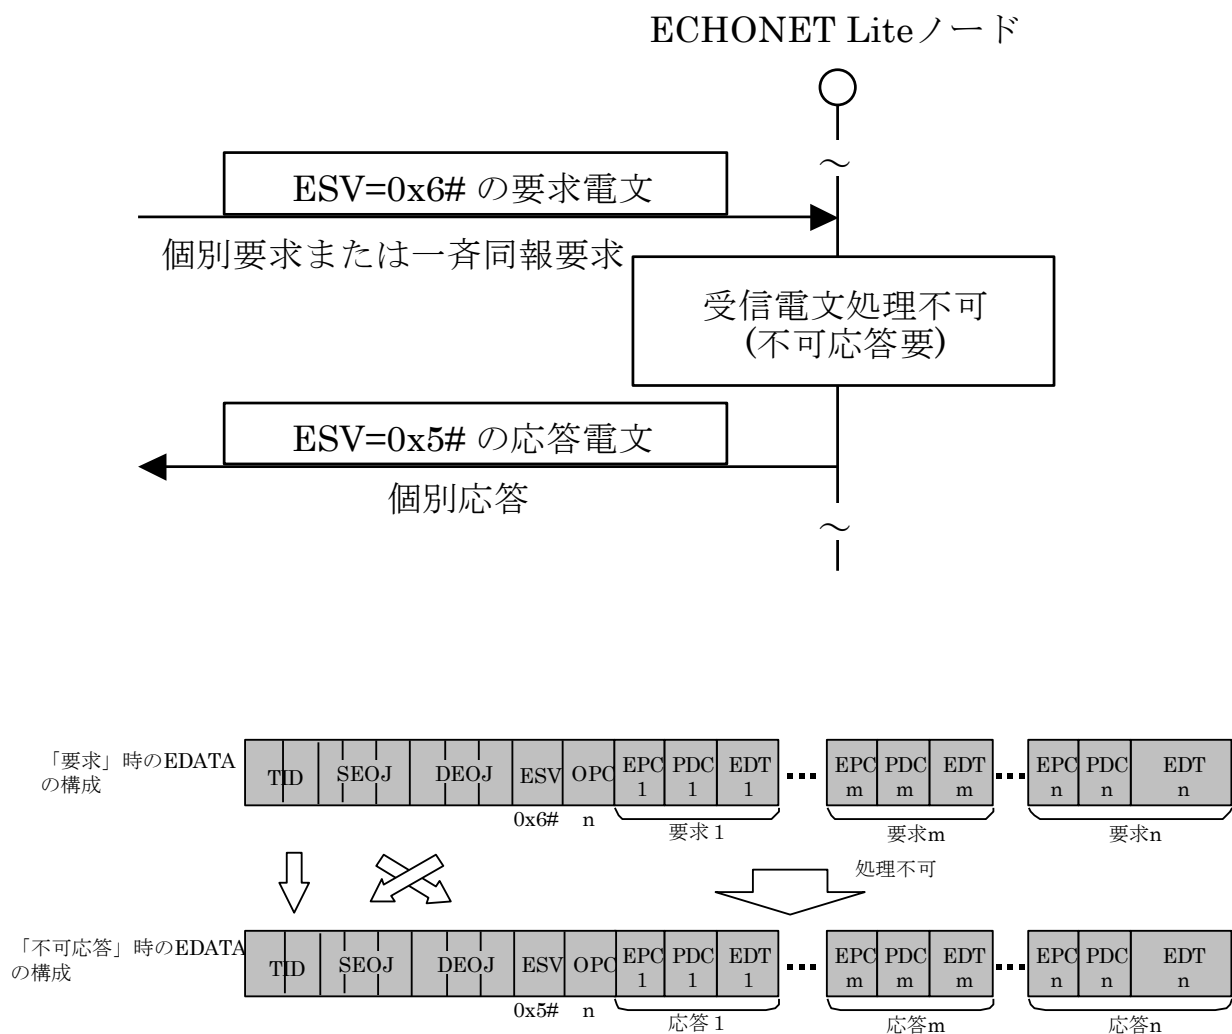 ECHONET Liteノード
～
ESV=0x6# の要求電文
個別要求または一斉同報要求
受信電文処理不可
(不可応答要)
ESV=0x5# の応答電文
個別応答
～
「要求」時のEDATA
の構成
TID SEOJ DEOJ ESV OPC EPC 1 PDC 1 EDT 1 ... EPC m PDC m EDT m ... EPC n PDC n EDT n
0x6# n 要求1 要求m 要求n
処理不可
「不可応答」時のEDATA
の構成
TID SEOJ DEOJ ESV OPC EPC 1 PDC 1 EDT 1 ... EPC m PDC m EDT m ... EPC n PDC n EDT n
0x5# n 応答1 応答m 応答n